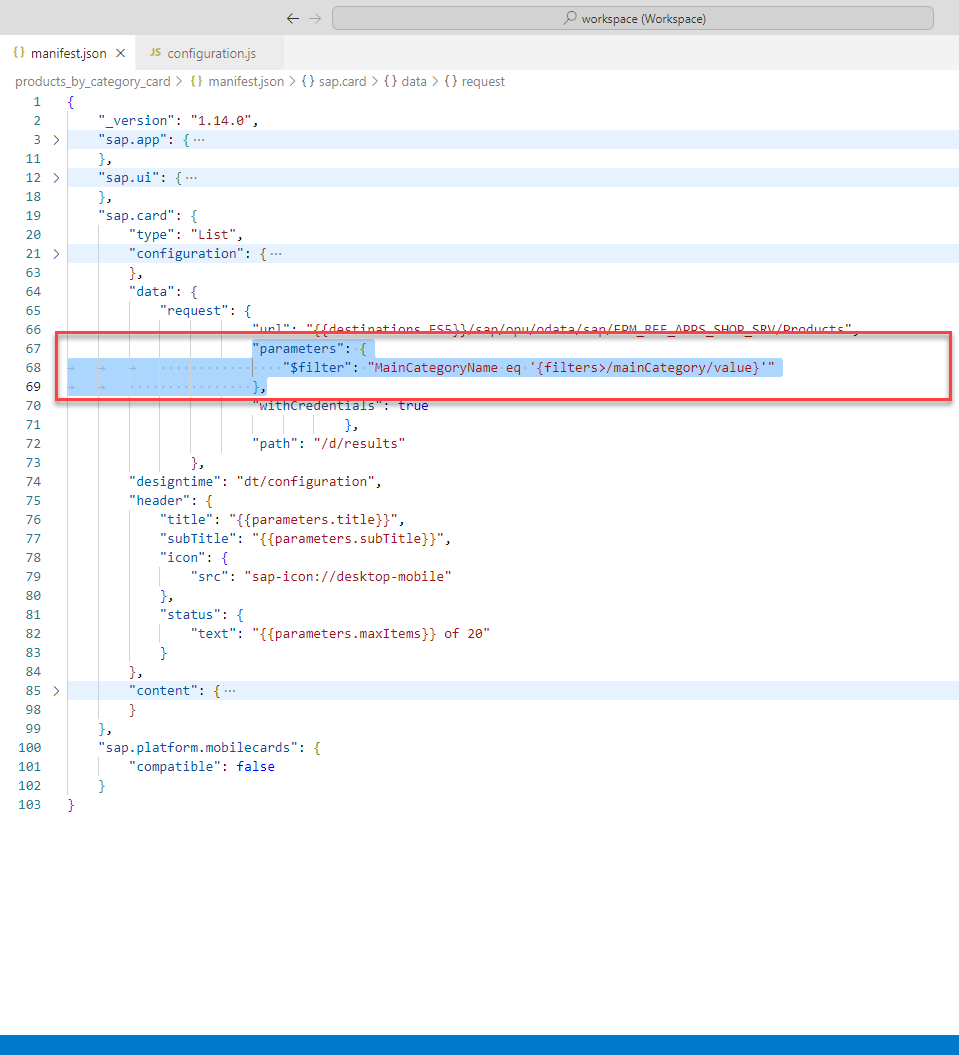 workspace (Workspace)
{} manifest.json × JS configuration.js
products_by_category_card > {} manifest.json > {} sap.card > {} data > {} request
1 {
2 "_version": "1.14.0",
3 > "sap.app": { ···
11 },
12 > "sap.ui": { ···
18 },
19 "sap.card": {
20 "type": "List",
21 > "configuration": { ···
63 },
64 "data": {
65 "request": {
66 "url": "{{destinations.ES5}}/sap/opu/odata/sap/EPM_REF_APPS_SHOP_SRV/Products",
67 "parameters": {
68 "$filter": "MainCategoryName eq '{filters>/mainCategory/value}'"
69 },
70 "withCredentials": true
71 },
72 "path": "/d/results"
73 },
74 "designtime": "dt/configuration",
75 "header": {
76 "title": "{{parameters.title}}",
77 "subTitle": "{{parameters.subTitle}}",
78 "icon": {
79 "src": "sap-icon://desktop-mobile"
80 },
81 "status": {
82 "text": "{{parameters.maxItems}} of 20"
83 }
84 },
85 > "content": { ···
98 }
99 },
100 "sap.platform.mobilecards": {
101 "compatible": false
102 }
103 }